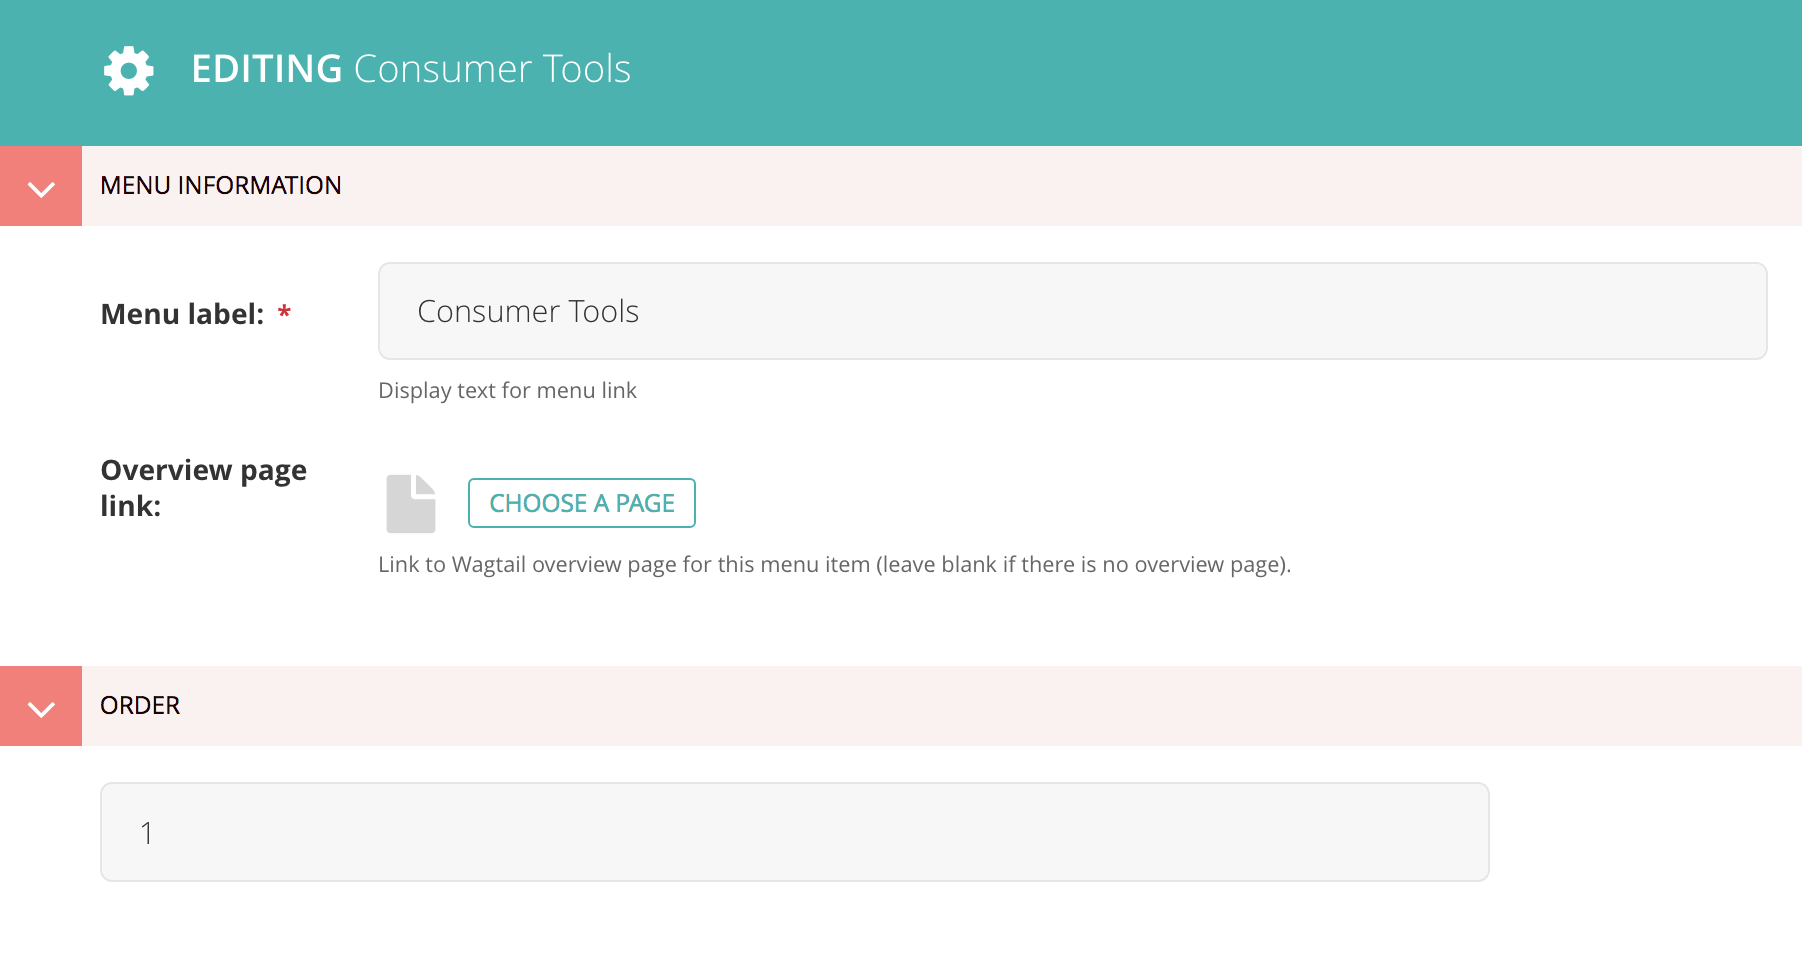 EDITING Consumer Tools
MENU INFORMATION
Menu label: *
Consumer Tools
Display text for menu link
Overview page
link:
CHOOSE A PAGE
Link to Wagtail overview page for this menu item (leave blank if there is no overview page).
ORDER
1